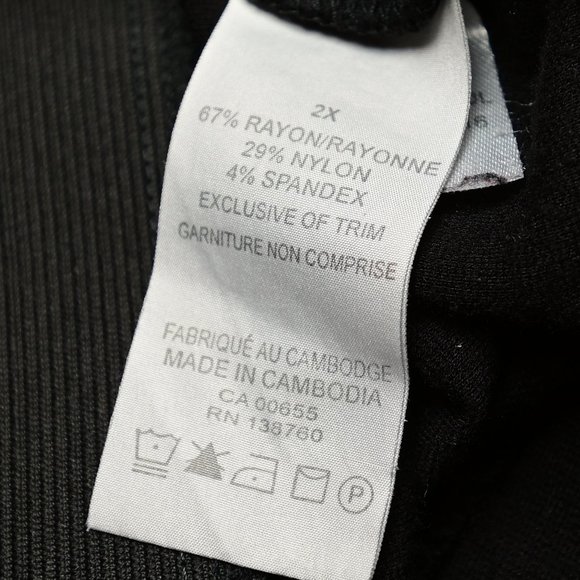 2X
67% RAYON/RAYONNE
29% NYLON
4% SPANDEX
EXCLUSIVE OF TRIM
GARNITURE NON COMPRISE
FABRIQUÉ AU CAMBODGE
MADE IN CAMBODIA
CA 00655
RN 138760
P